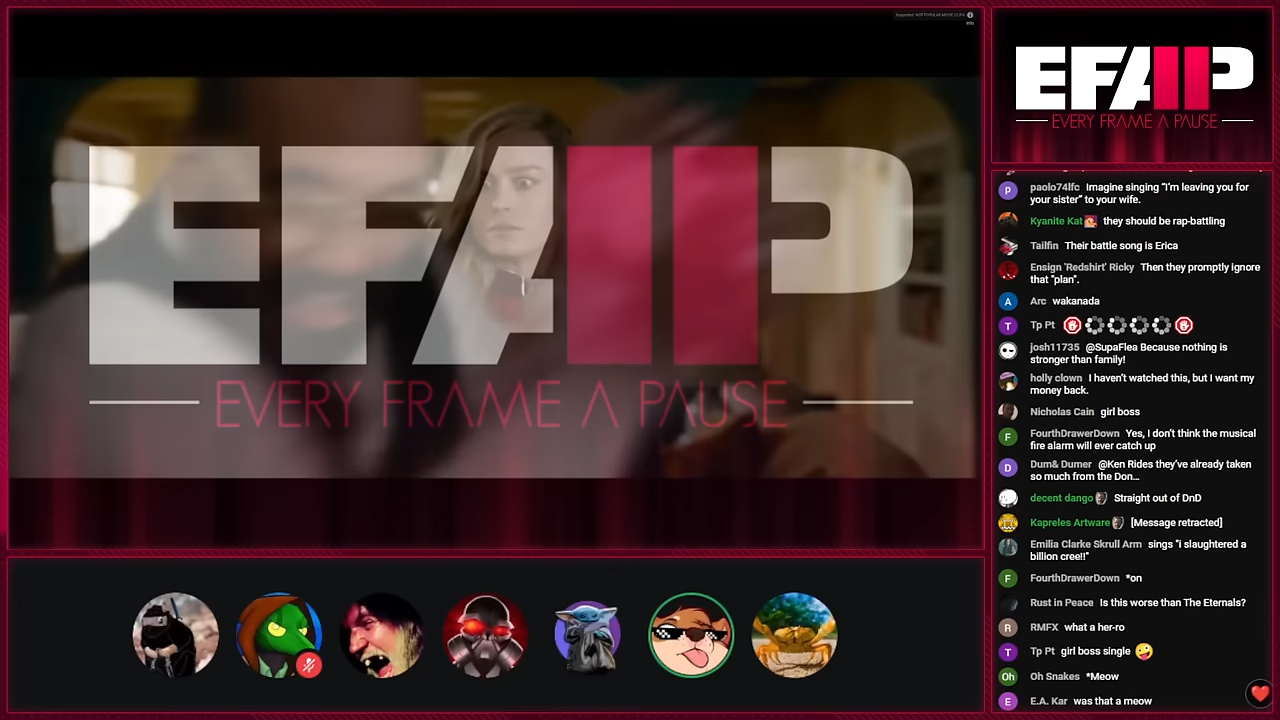 Suggested: NOT POPULAR MOVIE CLIPS
Info
EFAP
EVERY FRAME A PAUSE
EFAP
EVERY FRAME A PAUSE
paolo74lfc Imagine singing "I'm leaving you for
your sister" to your wife.
Kyanite Kat they should be rap-battling
Tailfin Their battle song is Erica
Ensign 'Redshirt' Ricky Then they promptly ignore
that "plan".
Arc wakanada
Tp Pt
josh11735 @SupaFlea Because nothing is
stronger than family!
holly clown I haven't watched this, but I want my
money back.
Nicholas Cain girl boss
FourthDrawerDown Yes, I don't think the musical
fire alarm will ever catch up
Dum& Dumer @Ken Rides they've already taken
so much from the Don...
decent dango Straight out of DnD
Kapreles Artware [Message retracted]
Emilia Clarke Skrull Arm sings "i slaughtered a
billion cree!!"
FourthDrawerDown *on
Rust in Peace Is this worse than The Eternals?
RMFX what a her-ro
Tp Pt girl boss single 🤪
Oh Snakes *Meow
E.A. Kar was that a meow